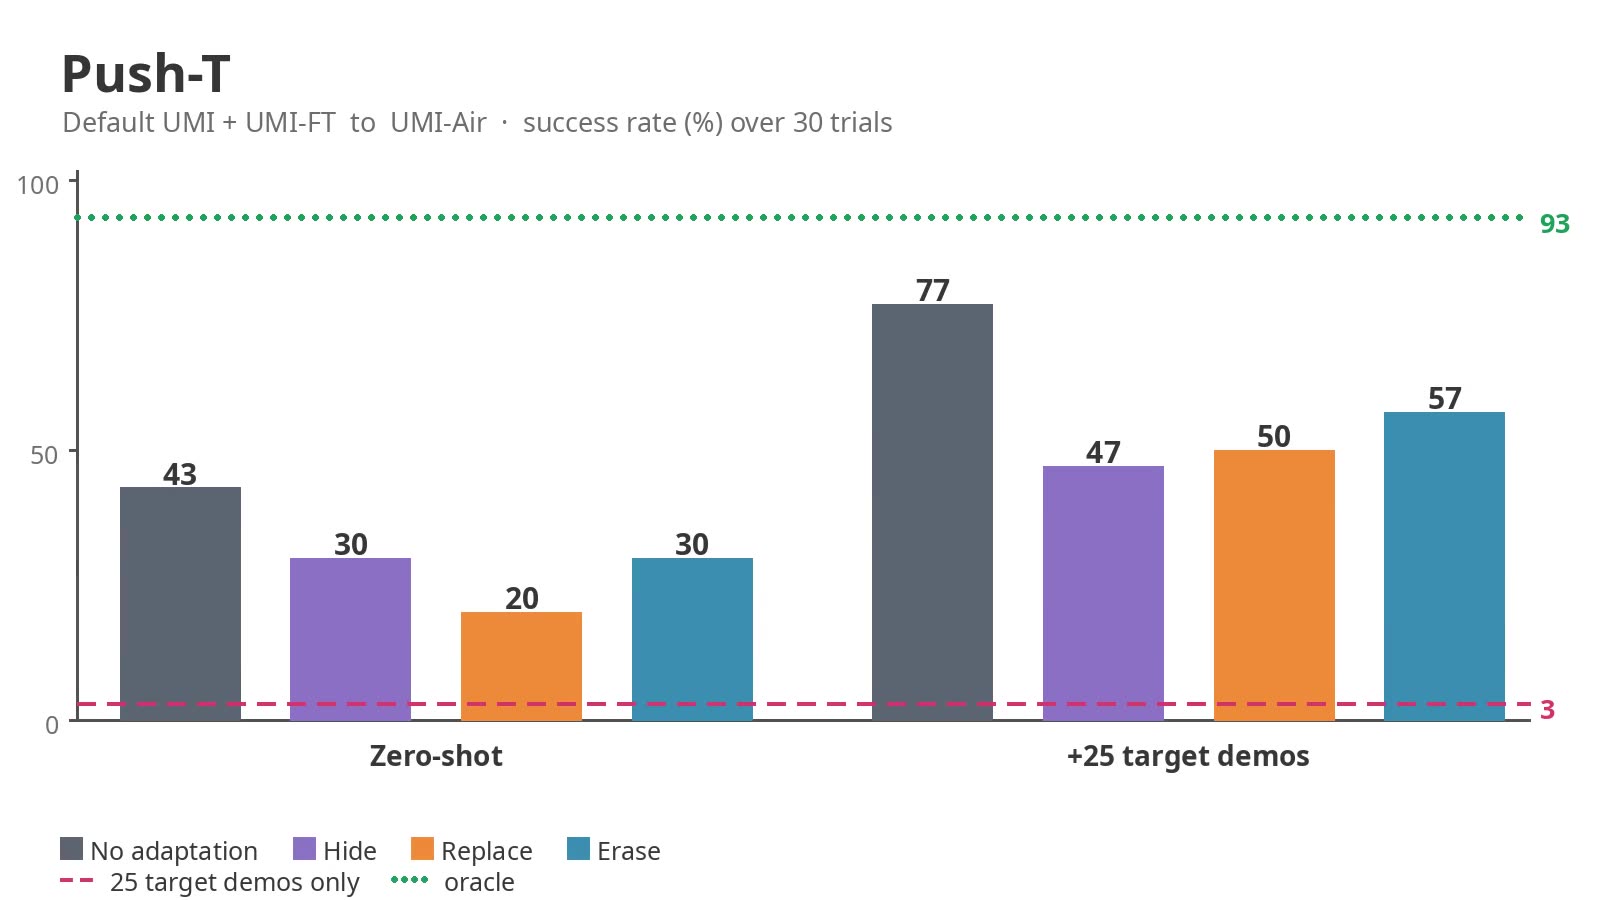 Push-T
Default UMI + UMI-FT to UMI-Air · success rate (%) over 30 trials
100
93
77
57
50
47
50
43
30
20
30
3
0
Zero-shot
+25 target demos
No adaptation
Hide
Replace
Erase
25 target demos only
oracle